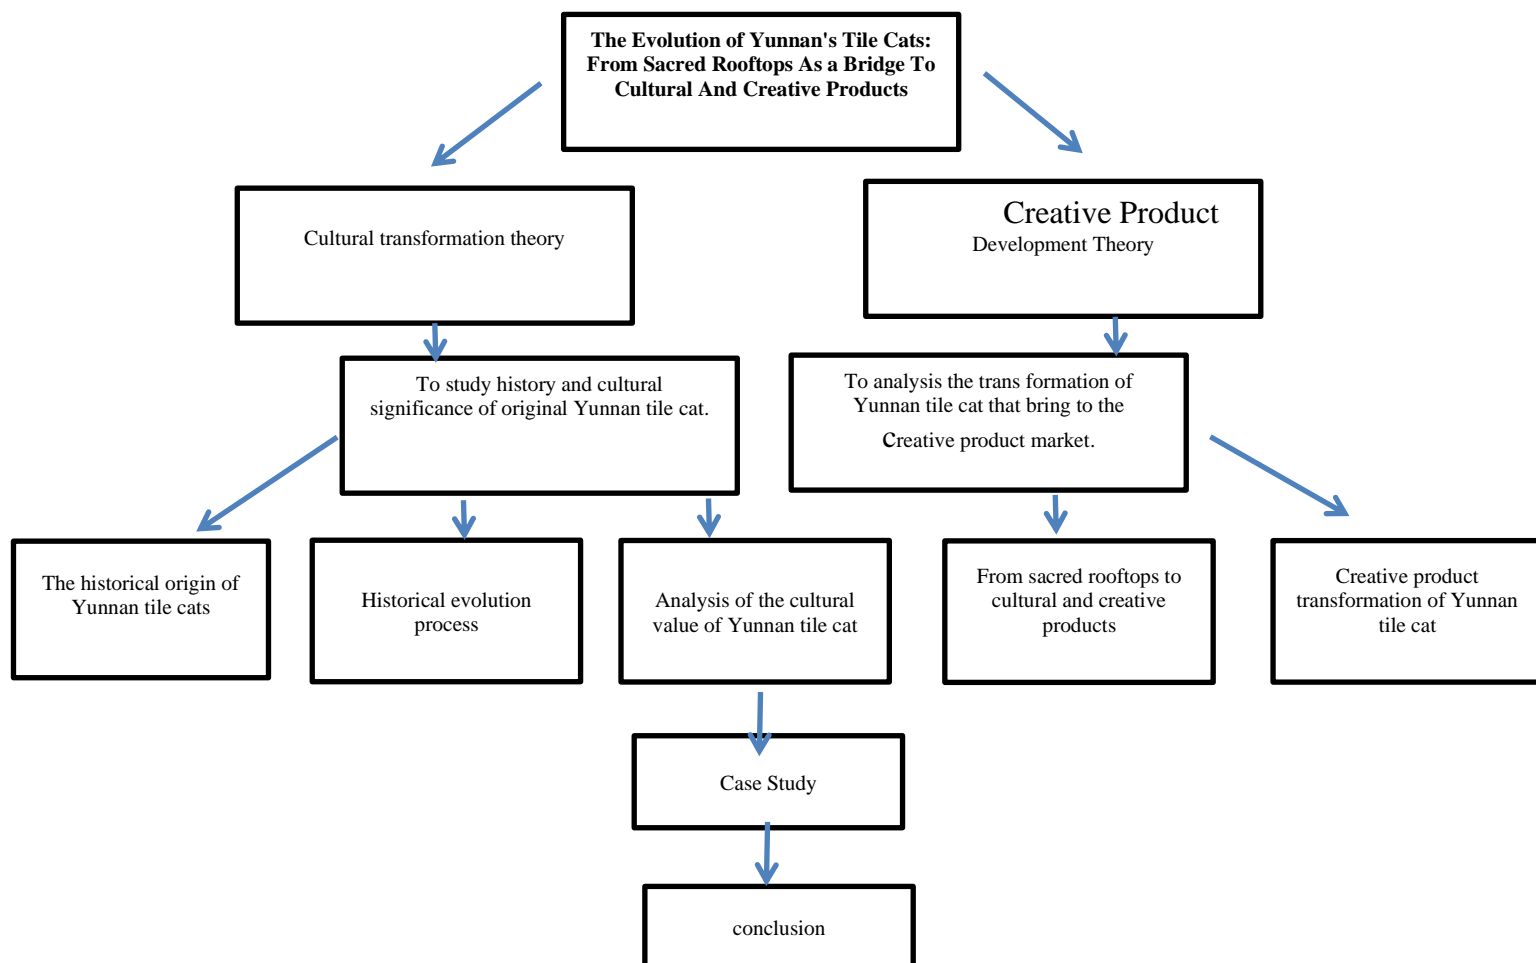 The Evolution of Yunnan's Tile Cats:
From Sacred Rooftops As a Bridge To
Cultural And Creative Products
Cultural transformation theory
Creative Product
Development Theory
To study history and cultural
significance of original Yunnan tile cat.
To analysis the trans formation of
Yunnan tile cat that bring to the
Creative product market.
The historical origin of
Yunnan tile cats
Historical evolution
process
Analysis of the cultural
value of Yunnan tile cat
From sacred rooftops to
cultural and creative
products
Creative product
transformation of Yunnan
tile cat
Case Study
conclusion